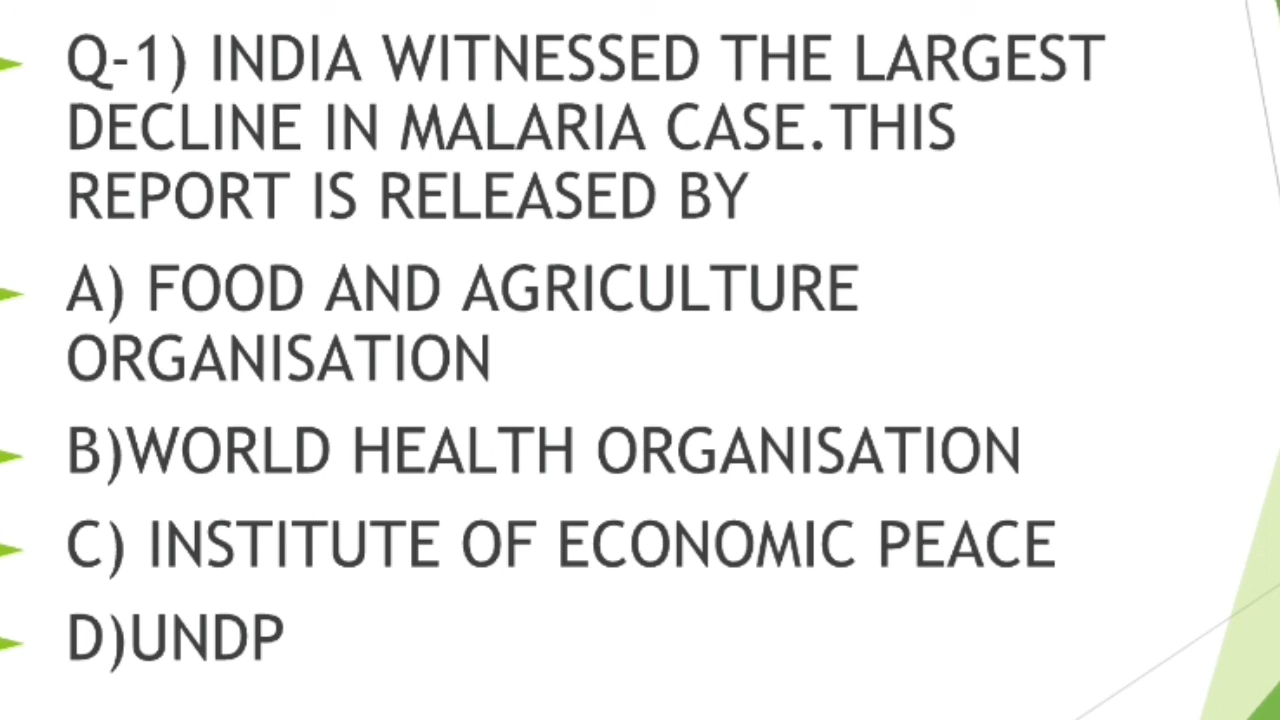 Q-1) INDIA WITNESSED THE LARGEST
DECLINE IN MALARIA CASE.THIS
REPORT IS RELEASED BY
A) FOOD AND AGRICULTURE
ORGANISATION
B)WORLD HEALTH ORGANISATION
C) INSTITUTE OF ECONOMIC PEACE
D)UNDP